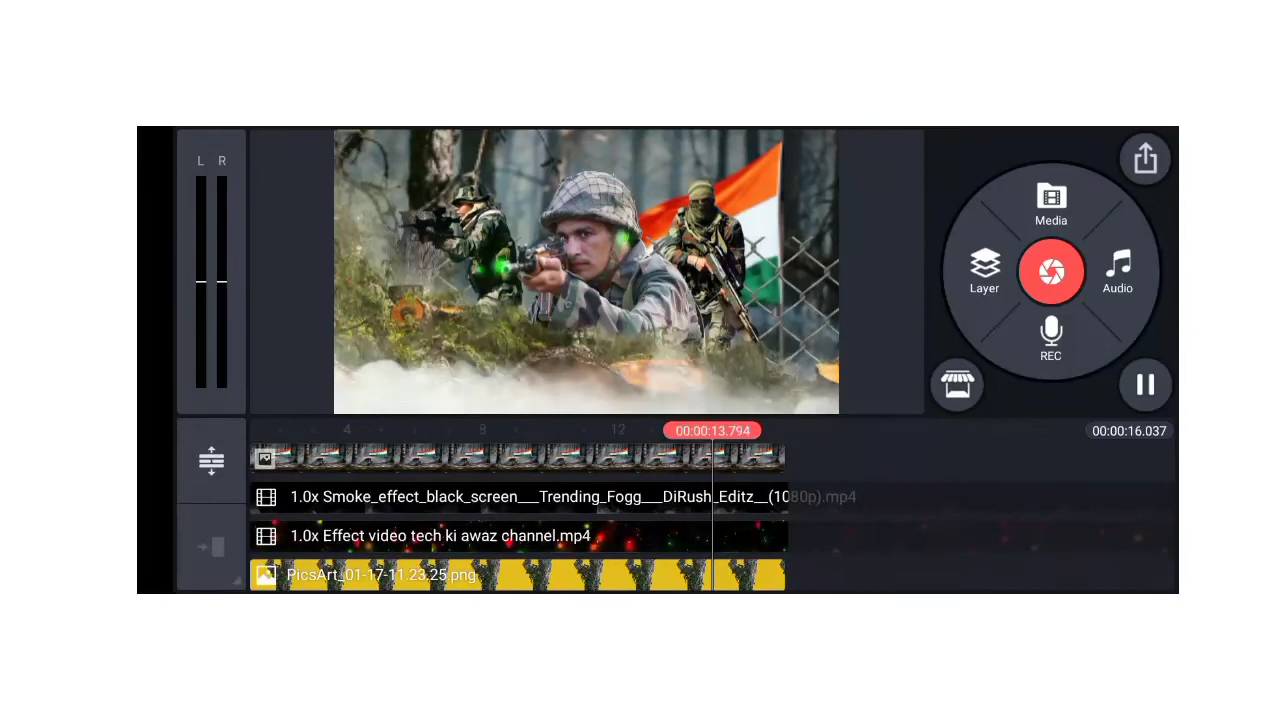 L R
Media
Layer
Audio
REC
4 8 12
00:00:13.794
00:00:16.037
1.0x Smoke_effect_black_screen___Trending_Fogg___DiRush_Editz__(1080p).mp4
1.0x Effect video tech ki awaz channel.mp4
PicsArt_01-17-11.23.25.png